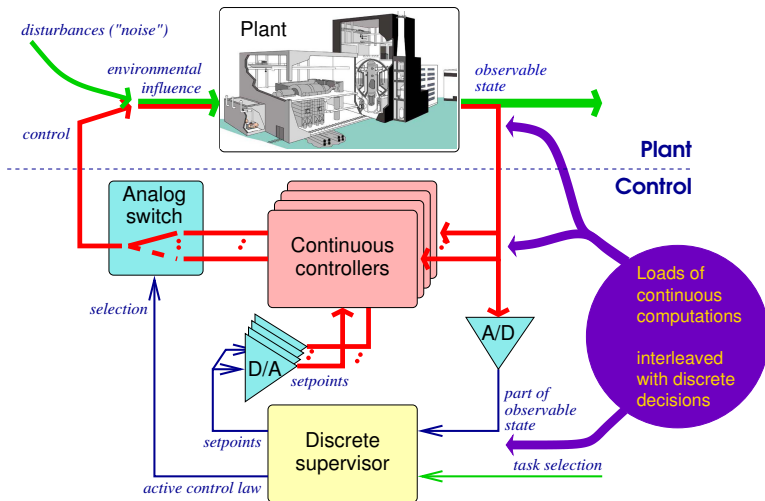 disturbances ("noise")
Plant
environmental
influence
observable
state
control
Plant
Control
Analog
switch
Continuous
controllers
Loads of
continuous
computations
interleaved
with discrete
decisions
selection
A/D
D/A
setpoints
part of
observable
state
setpoints
Discrete
supervisor
task selection
active control law